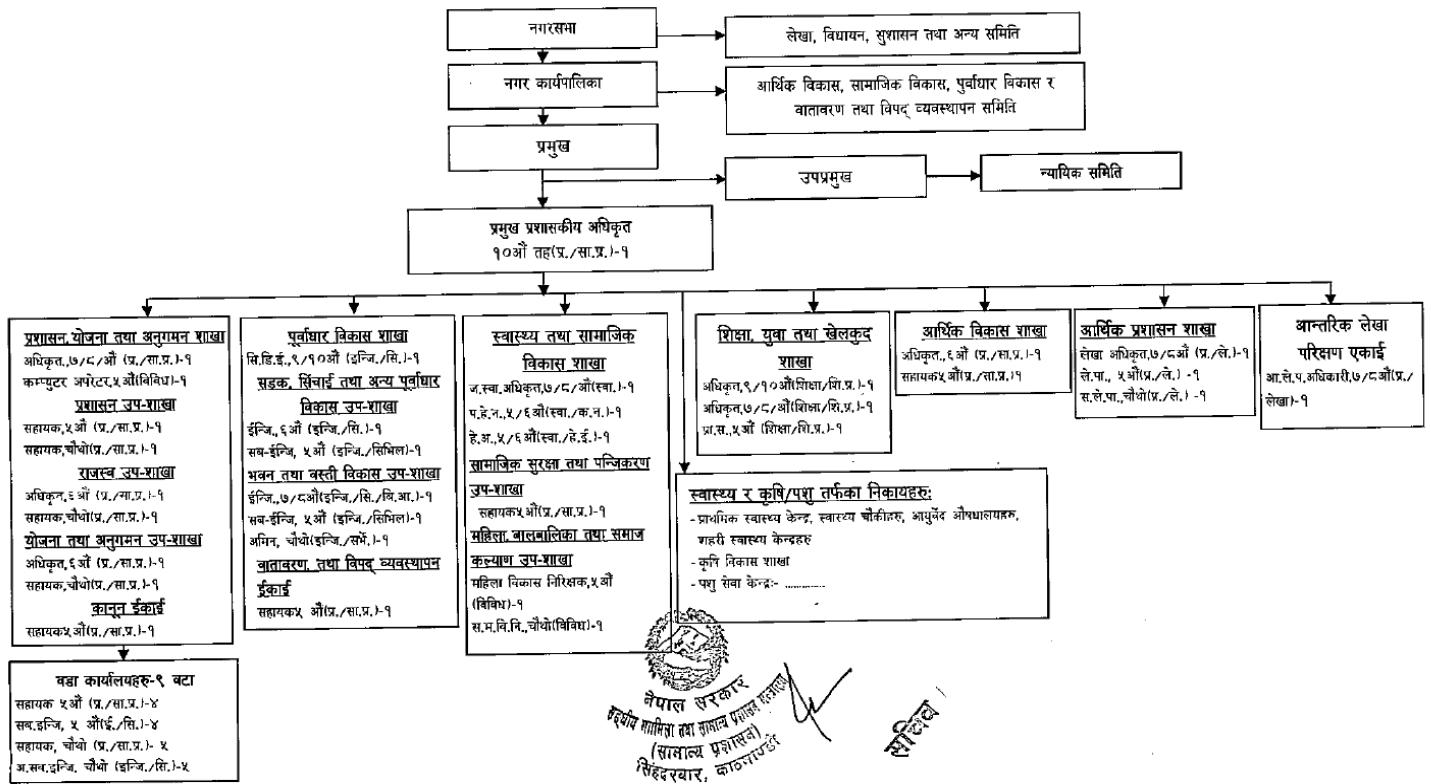 नगरसभा
लेखा, विधायन, सुशासन तथा अन्य समिति
नगर कार्यपालिका
आर्थिक विकास, सामाजिक विकास, पुर्वाधार विकास र
वातावरण तथा विपद् व्यवस्थापन समिति
प्रमुख
उपप्रमुख
न्यायिक समिति
प्रमुख प्रशासकीय अधिकृत
१०औं तह(प्र./सा.प्र.)-१
प्रशासन,योजना तथा अनुगमन शाखा
अधिकृत,७/८/औं (प्र./सा.प्र.)-१
कम्प्युटर अपरेटर,५औं(विविध)-१
प्रशासन उप-शाखा
सहायक,५औं (प्र./सा.प्र.)-१
सहायक,चौथो(प्र./सा.प्र.)-१
राजस्व उप-शाखा
अधिकृत,६औं (प्र./सा.प्र.)-१
सहायक,चौथो(प्र./सा.प्र.)-१
योजना तथा अनुगमन उप-शाखा
अधिकृत,६औं (प्र./सा.प्र.)-१
सहायक,चौथो(प्र./सा.प्र.)-१
कानून ईकाई
सहायक५औं(प्र./सा.प्र.)-१
वडा कार्यालयहरु-९ वटा
सहायक ५औं (प्र./सा.प्र.)-४
सब.इन्जि, ५ औं(ई./सि.)-४
सहायक, चौथो (प्र./सा.प्र.)- ५
अ.सब.इन्जि. चौथो (इन्जि./सि.)-५
पूर्वाधार विकास शाखा
सि.डि.ई.,९/१०औं (इन्जि./सि.)-१
सडक, सिंचाई तथा अन्य पूर्वाधार
विकास उप-शाखा
ईन्जि.,६औं (इन्जि./सि.)-१
सब-ईन्जि, ५औं (इन्जि./सिभिल)-१
भवन तथा वस्ती विकास उप-शाखा
ईन्जि.,७/८औं(इन्जि./सि./बि.आ.)-१
सब-ईन्जि, ५औं (इन्जि./सिभिल)-१
अमिन, चौथो(इन्जि./सर्भे.)-१
वातावरण, तथा विपद् व्यवस्थापन
ईकाई
सहायक५ औं(प्र./सा.प्र.)-१
स्वास्थ्य तथा सामाजिक
विकास शाखा
ज.स्वा.अधिकृत,७/८/औं(स्वा.)-१
प.हे.न.,५/६औं(स्वा./क.न.)-१
हे.अ.,५/६औं(स्वा./हे.ई.)-१
सामाजिक सुरक्षा तथा पन्जिकरण
उप-शाखा
सहायक५औं(प्र./सा.प्र.)-१
महिला,बालबालिका तथा समाज
कल्याण उप-शाखा
महिला विकास निरिक्षक,५औं
(विविध)-१
स.म.वि.नि.,चौथो(विविध)-१
शिक्षा, युवा तथा खेलकुद
शाखा
अधिकृत,९/१०औं(शिक्षा/शि.प्र.)-१
अधिकृत,७/८/औं(शिक्षा/शि.प्र.)-१
प्रा.स.,५औं (शिक्षा/शि.प्र.)-१
आर्थिक विकास शाखा
अधिकृत,,६औं (प्र./सा.प्र.)-१
सहायक५औं(प्र./सा.प्र.)१
आर्थिक प्रशासन शाखा
लेखा अधिकृत,७/८औं (प्र./ले.)-१
ले.पा., ५औं(प्र./ले.) -१
स.ले.पा.,चौथो(प्र./ले.) -१
आन्तरिक लेखा
परिक्षण एकाई
आ.ले.प.अधिकारी,७/८औं(प्र./
लेखा)-१
स्वास्थ्य र कृषि/पशु तर्फका निकायहरु:
-प्राथमिक स्वास्थ्य केन्द्र, स्वास्थ्य चौकीहरु, आयुर्वेद औषधालयहरु,
शहरी स्वास्थ्य केन्द्रहरु
-कृषि विकास शाखा
-पशु सेवा केन्द्र:- ..............
नेपाल सरकार
सङ्घीय मामिला तथा सामान्य प्रशासन मन्त्रालय
(सामान्य प्रशासन)
सिंहदरबार, काठमाण्डौ
सचिव